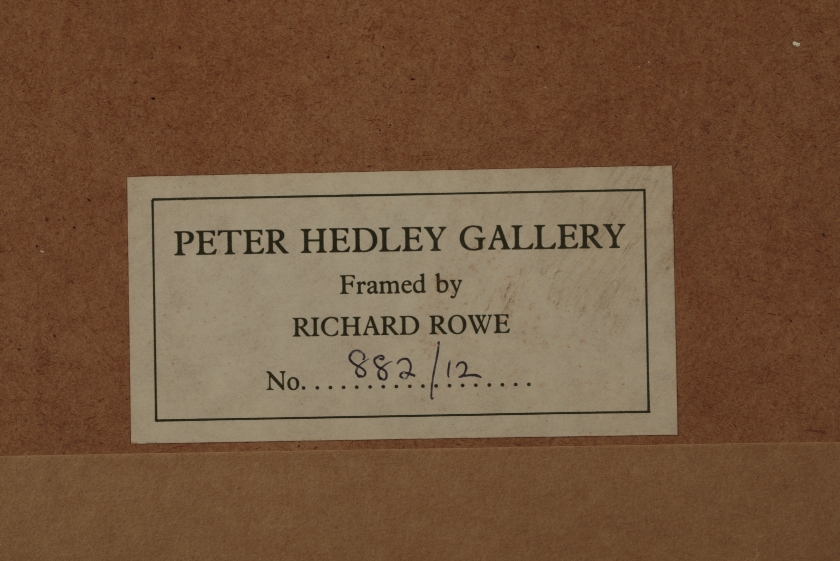 PETER HEDLEY GALLERY
Framed by
RICHARD ROWE
No. 882/12